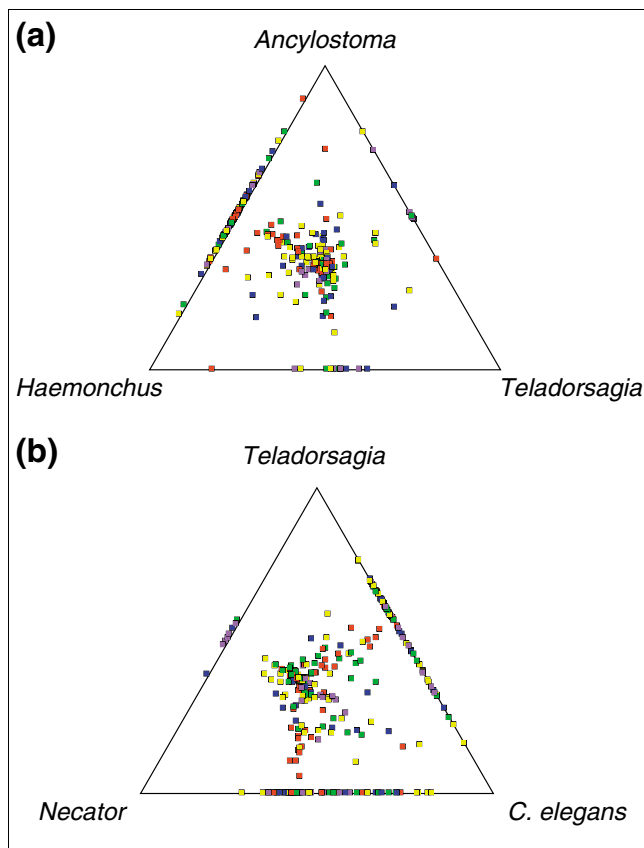 (a)
Ancylostoma
Haemonchus
Teladorsagia
(b)
Teladorsagia
Necator
C. elegans